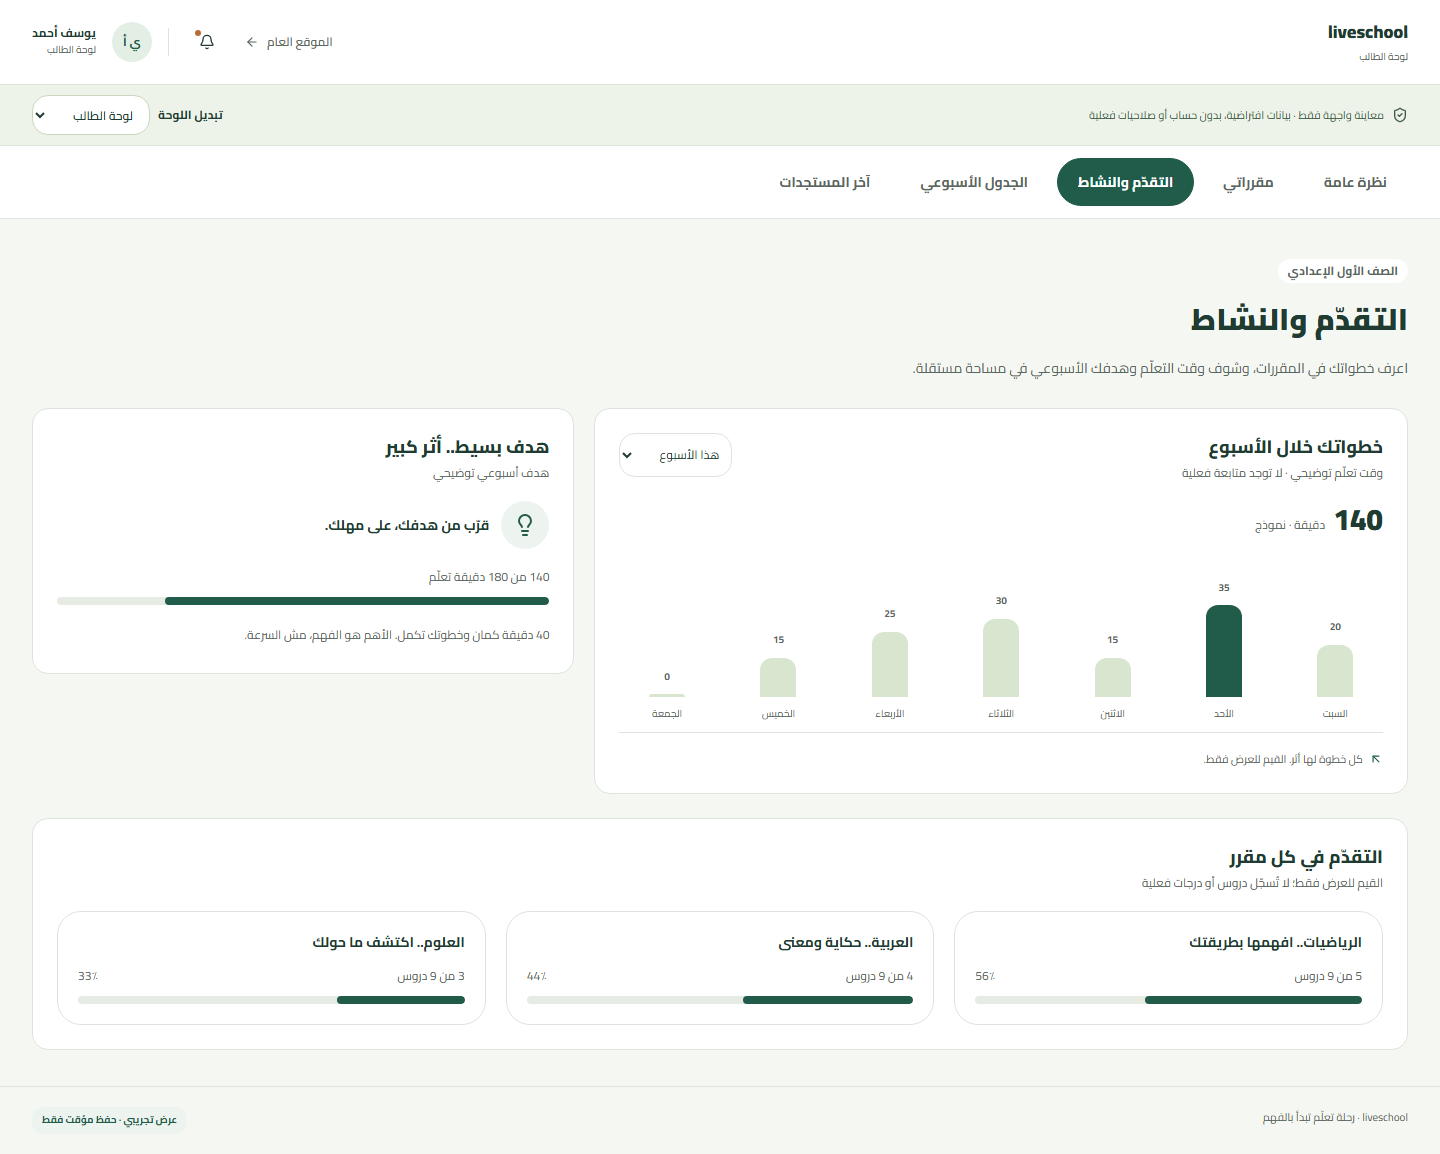 liveschool
لوحة الطالب
الموقع العام
ي أ
يوسف أحمد
لوحة الطالب
معاينة واجهة فقط · بيانات افتراضية، بدون حساب أو صلاحيات فعلية
تبديل اللوحة
لوحة الطالب
نظرة عامة
مقرراتي
التقدّم والنشاط
الجدول الأسبوعي
آخر المستجدات
الصف الأول الإعدادي
التقدّم والنشاط
اعرف خطواتك في المقررات، وشوف وقت التعلّم وهدفك الأسبوعي في مساحة مستقلة.
خطواتك خلال الأسبوع
وقت تعلّم توضيحي · لا توجد متابعة فعلية
هذا الأسبوع
140 دقيقة · نموذج
20
35
15
30
25
15
0
السبت
الأحد
الاثنين
الثلاثاء
الأربعاء
الخميس
الجمعة
كل خطوة لها أثر. القيم للعرض فقط.
هدف بسيط.. أثر كبير
هدف أسبوعي توضيحي
قرّب من هدفك، على مهلك.
140 من 180 دقيقة تعلّم
40 دقيقة كمان وخطوتك تكمل. الأهم هو الفهم، مش السرعة.
التقدّم في كل مقرر
القيم للعرض فقط؛ لا تُسجّل دروس أو درجات فعلية
الرياضيات.. افهمها بطريقتك
5 من 9 دروس
56٪
العربية.. حكاية ومعنى
4 من 9 دروس
44٪
العلوم.. اكتشف ما حولك
3 من 9 دروس
33٪
liveschool · رحلة تعلّم تبدأ بالفهم
عرض تجريبي · حفظ مؤقت فقط